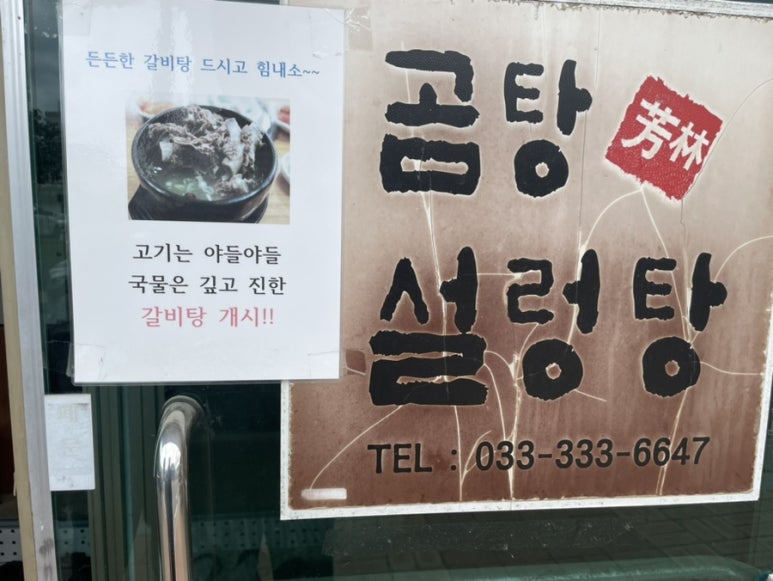 든든한 갈비탕 드시고 힘내소~~
고기는 야들야들
국물은 깊고 진한
갈비탕 개시!!
곰탕
芳林
설렁탕
TEL : 033-333-6647